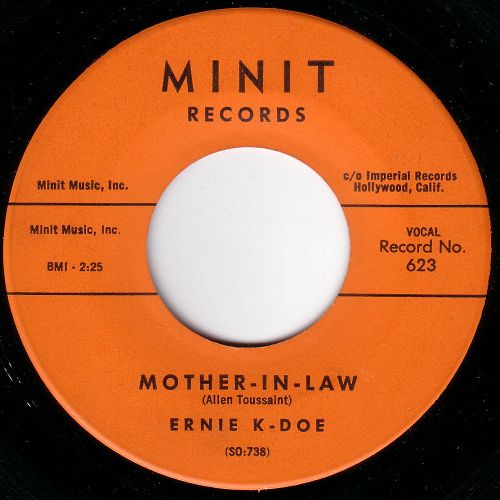 MINIT
RECORDS
Minit Music, Inc.
c/o Imperial Records
Hollywood, Calif.
Minit Music, Inc.
BMI - 2:25
VOCAL
Record No.
623
MOTHER-IN-LAW
(Allen Toussaint)
ERNIE K-DOE
(SO:738)